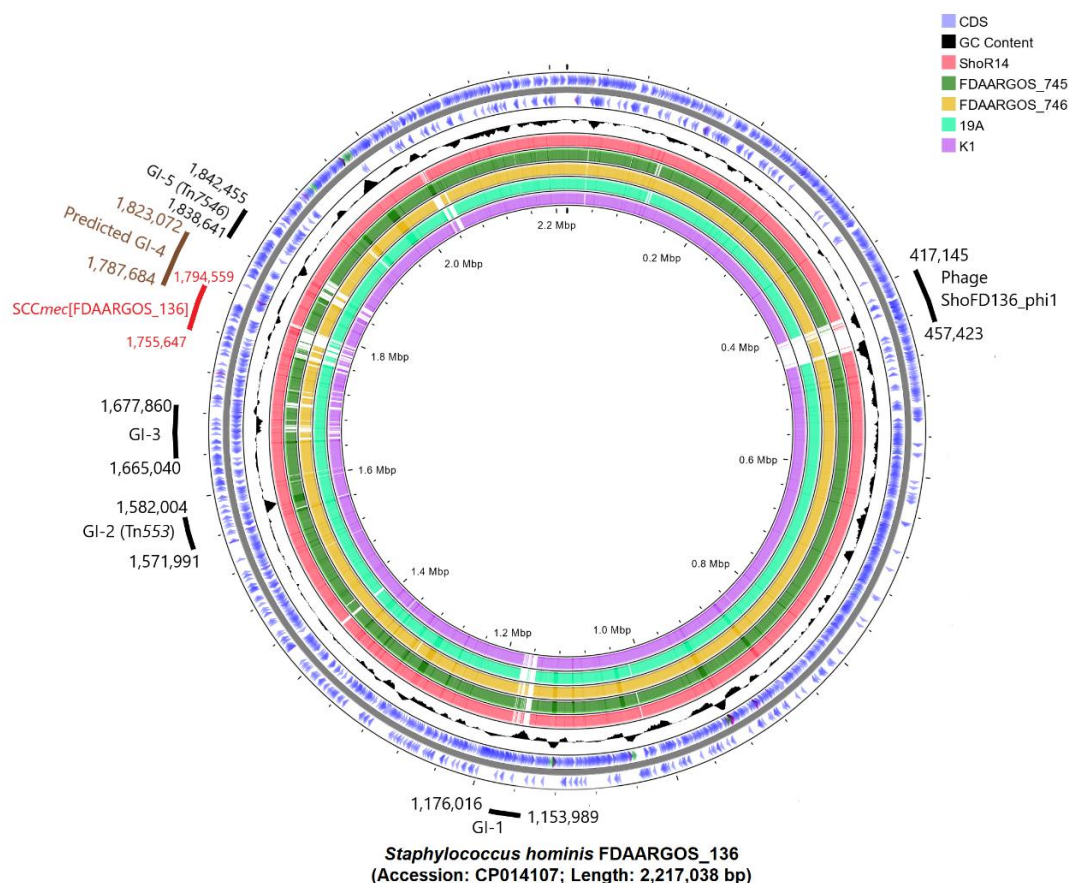 CDS
GC Content
ShoR14
FDAARGOS_745
FDAARGOS_746
19A
K1
1,842,455
GI-5 (Tn7546)
1,838,641
1,823,072
Predicted GI-4
1,787,684
1,794,559
SCCmec[FDAARGOS_136]
1,755,647
1,677,860
GI-3
1,665,040
1,582,004
GI-2 (Tn553)
1,571,991
417,145
Phage
ShoFD136_phi1
457,423
2.2 Mbp
0.2 Mbp
0.4 Mbp
0.6 Mbp
0.8 Mbp
1.0 Mbp
1.2 Mbp
1.4 Mbp
1.6 Mbp
1.8 Mbp
2.0 Mbp
1,176,016
1,153,989
GI-1
Staphylococcus hominis FDAARGOS_136
(Accession: CP014107; Length: 2,217,038 bp)